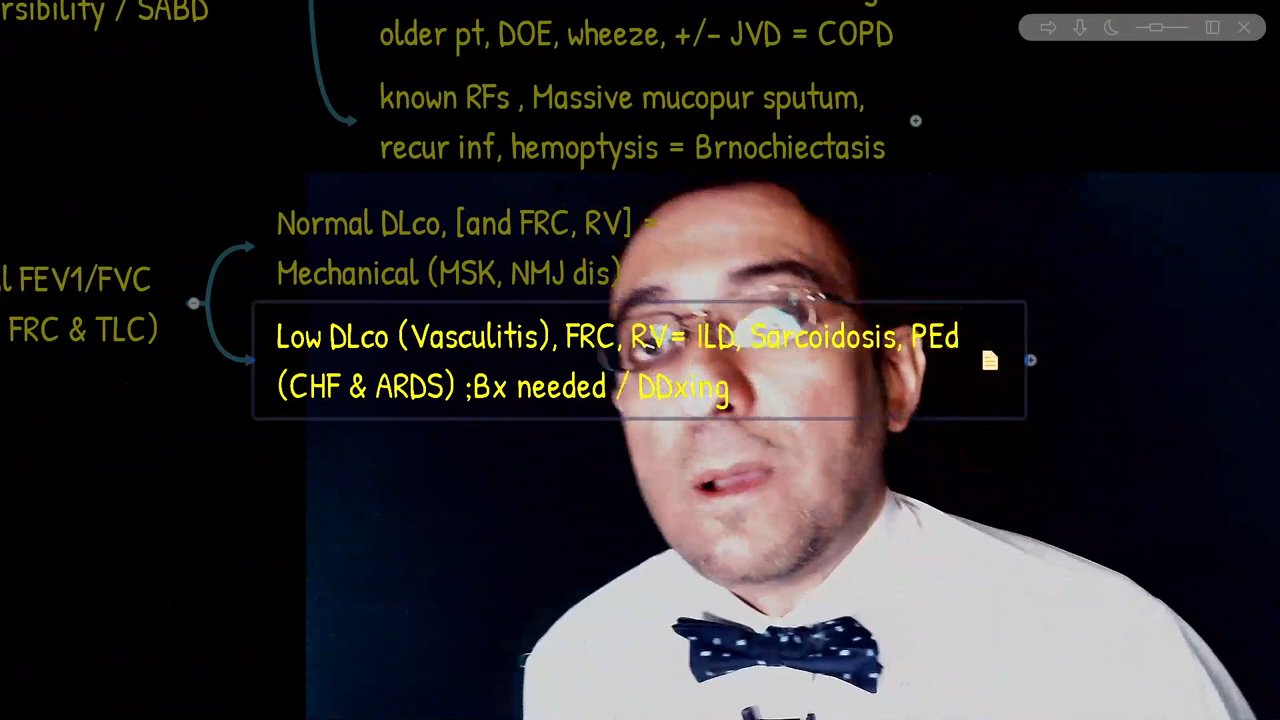 rsibility / SABD
older pt, DOE, wheeze, +/- JVD = COPD
known RFs , Massive mucopur sputum,
recur inf, hemoptysis = Brnochiectasis
Normal DLco, [and FRC, RV] =
Mechanical (MSK, NMJ dis)
l FEV1/FVC
FRC & TLC)
Low DLco (Vasculitis), FRC, RV= ILD, Sarcoidosis, PEd
(CHF & ARDS) ;Bx needed / DDxing